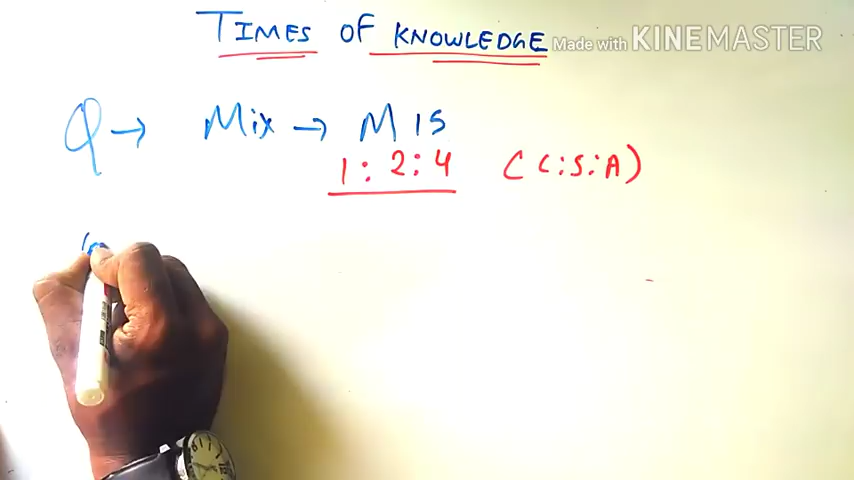 TIMES OF KNOWLEDGE
Made with KINEMASTER
Q → Mix → M 15
1 : 2 : 4 (C:S:A)